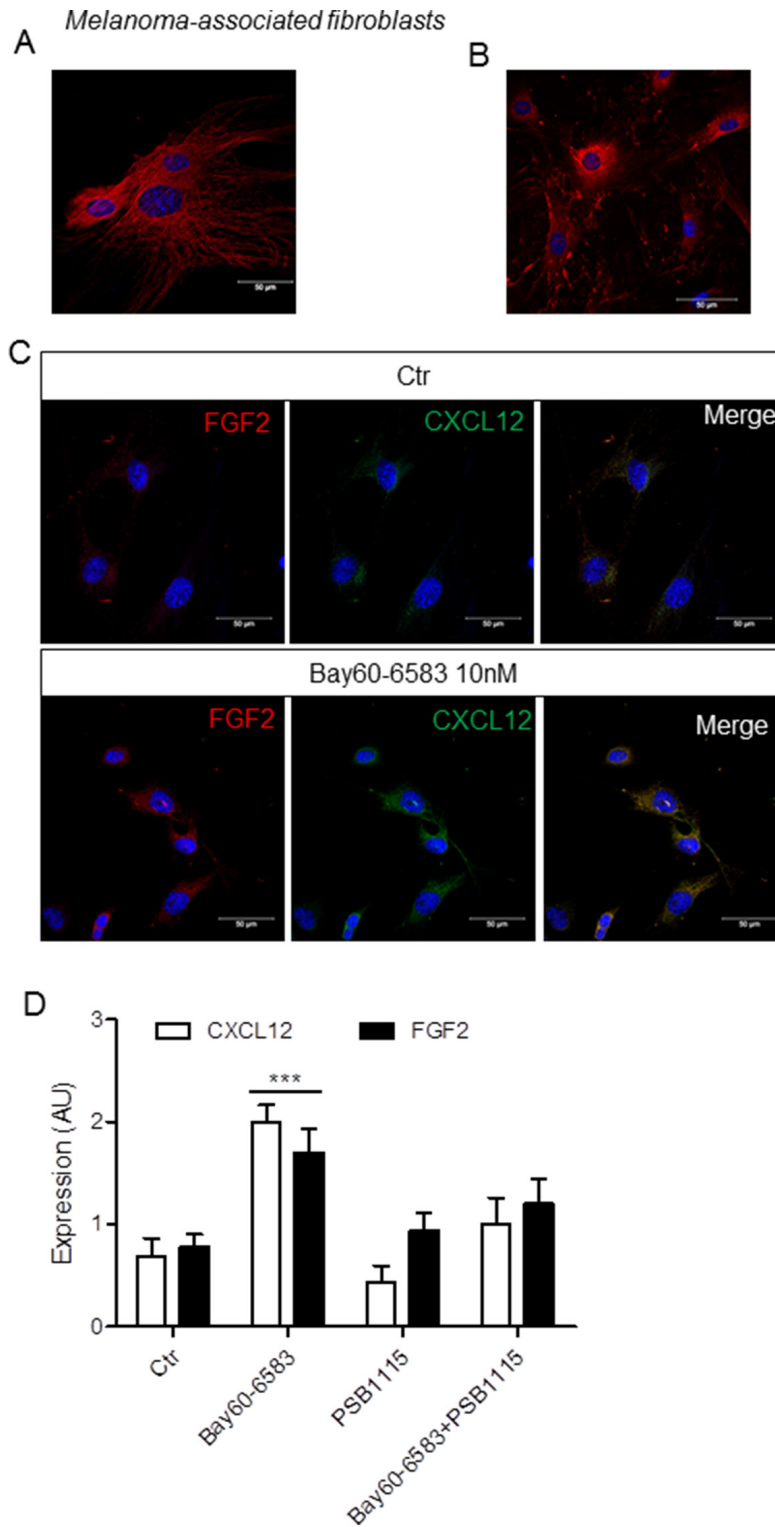 Melanoma-associated fibroblasts
A
B
50 µm
50 µm
C
Ctr
FGF2
CXCL12
Merge
50 µm
50 µm
50 µm
Bay60-6583 10nM
FGF2
CXCL12
Merge
50 µm
50 µm
50 µm
D
3
2
1
0
Expression (AU)
CXCL12
FGF2
***
Ctr
Bay60-6583
PSB1115
Bay60-6583+PSB1115